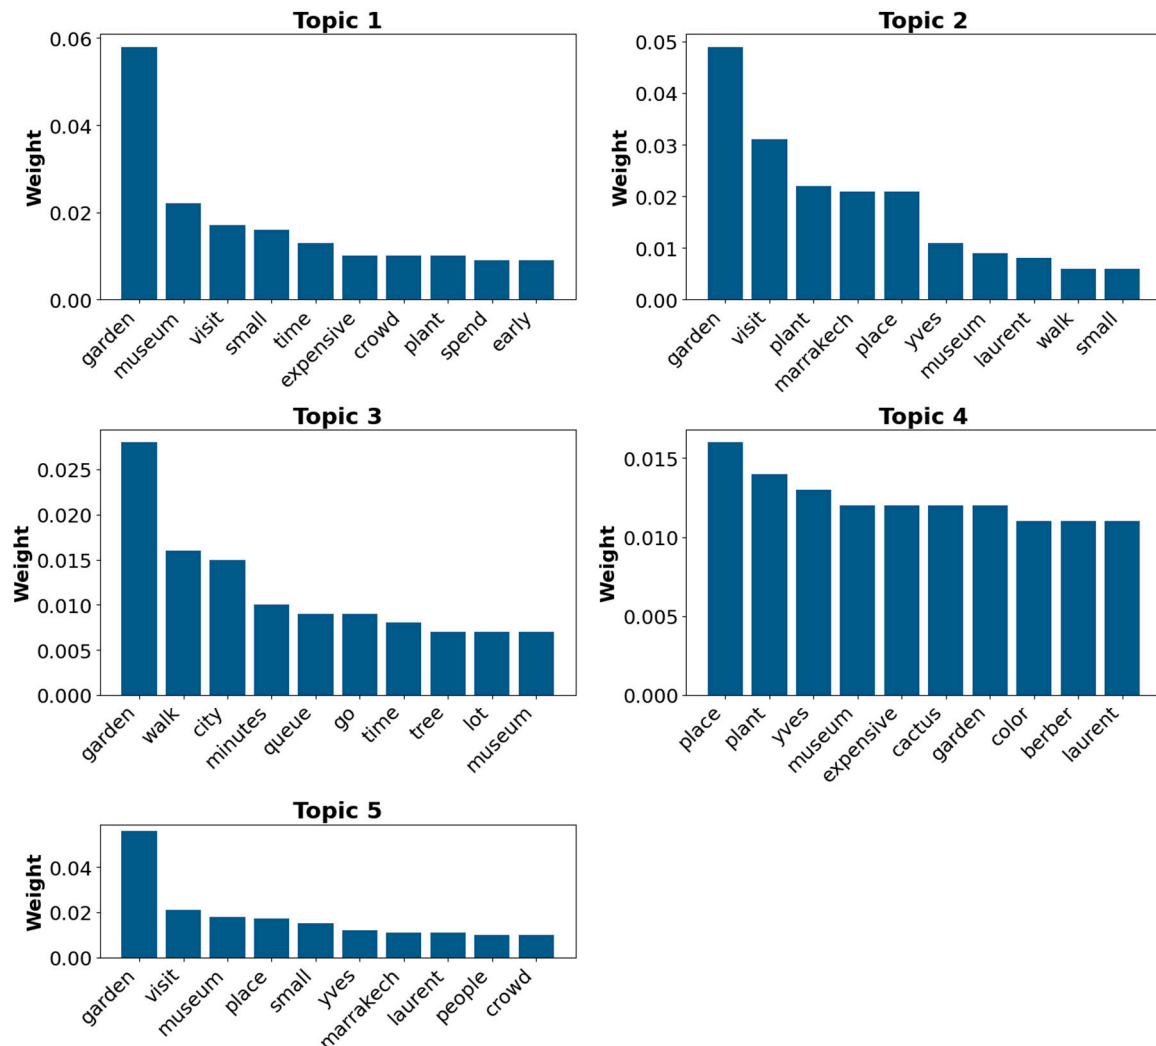 Topic 1
Weight
0.06
0.04
0.02
0.00
garden museum visit small time expensive crowd plant spend early
Topic 2
Weight
0.05
0.04
0.03
0.02
0.01
0.00
garden visit plant marrakech place yves museum laurent walk small
Topic 3
Weight
0.025
0.020
0.015
0.010
0.005
0.000
garden walk city minutes queue go time tree lot museum
Topic 4
Weight
0.015
0.010
0.005
0.000
place plant yves museum expensive cactus garden color berber laurent
Topic 5
Weight
0.04
0.02
0.00
garden visit museum place small yves marrakech laurent people crowd